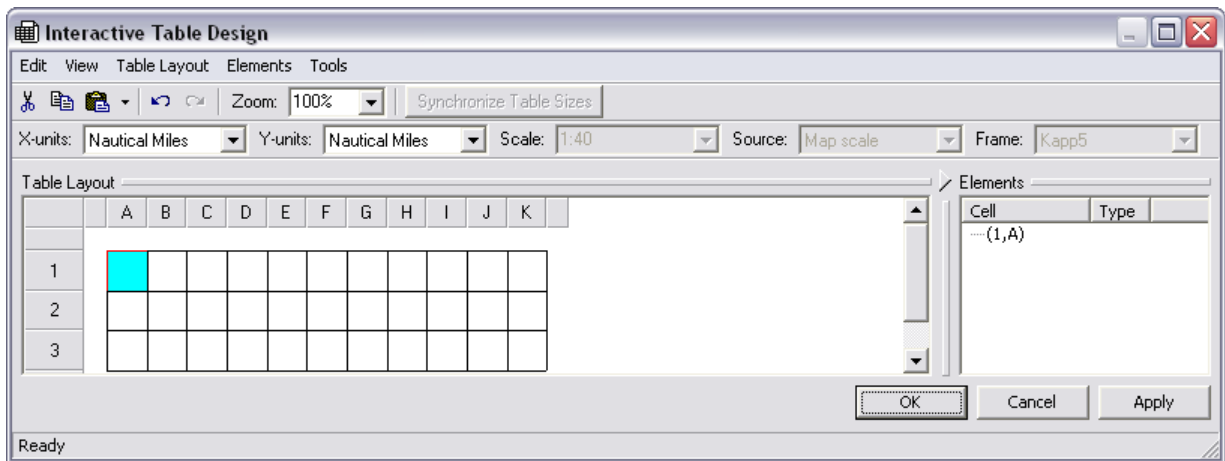 Interactive Table Design
Edit View Table Layout Elements Tools
Zoom: 100% Synchronize Table Sizes
X-units: Nautical Miles Y-units: Nautical Miles Scale: 1:40 Source: Map scale Frame: Kapp5
Table Layout Elements
A B C D E F G H I J K Cell Type
(1,A)
1
2
3
OK Cancel Apply
Ready